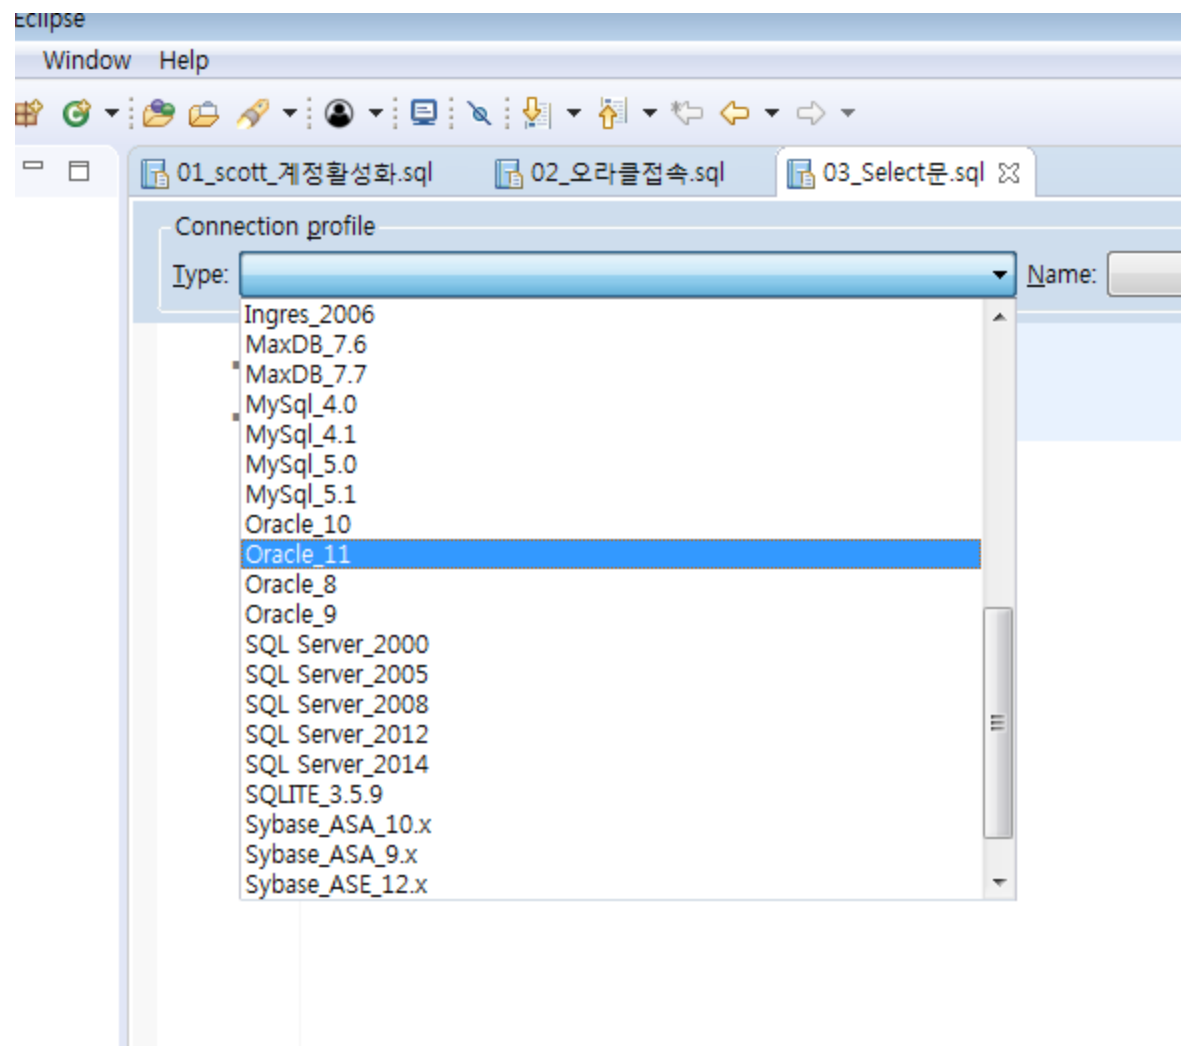 Eclipse
Window Help
01_scott_계정활성화.sql 02_오라클접속.sql 03_Select문.sql
Connection profile
Type: Name:
Ingres_2006
MaxDB_7.6
MaxDB_7.7
MySql_4.0
MySql_4.1
MySql_5.0
MySql_5.1
Oracle_10
Oracle_11
Oracle_8
Oracle_9
SQL Server_2000
SQL Server_2005
SQL Server_2008
SQL Server_2012
SQL Server_2014
SQLITE_3.5.9
Sybase_ASA_10.x
Sybase_ASA_9.x
Sybase_ASE_12.x